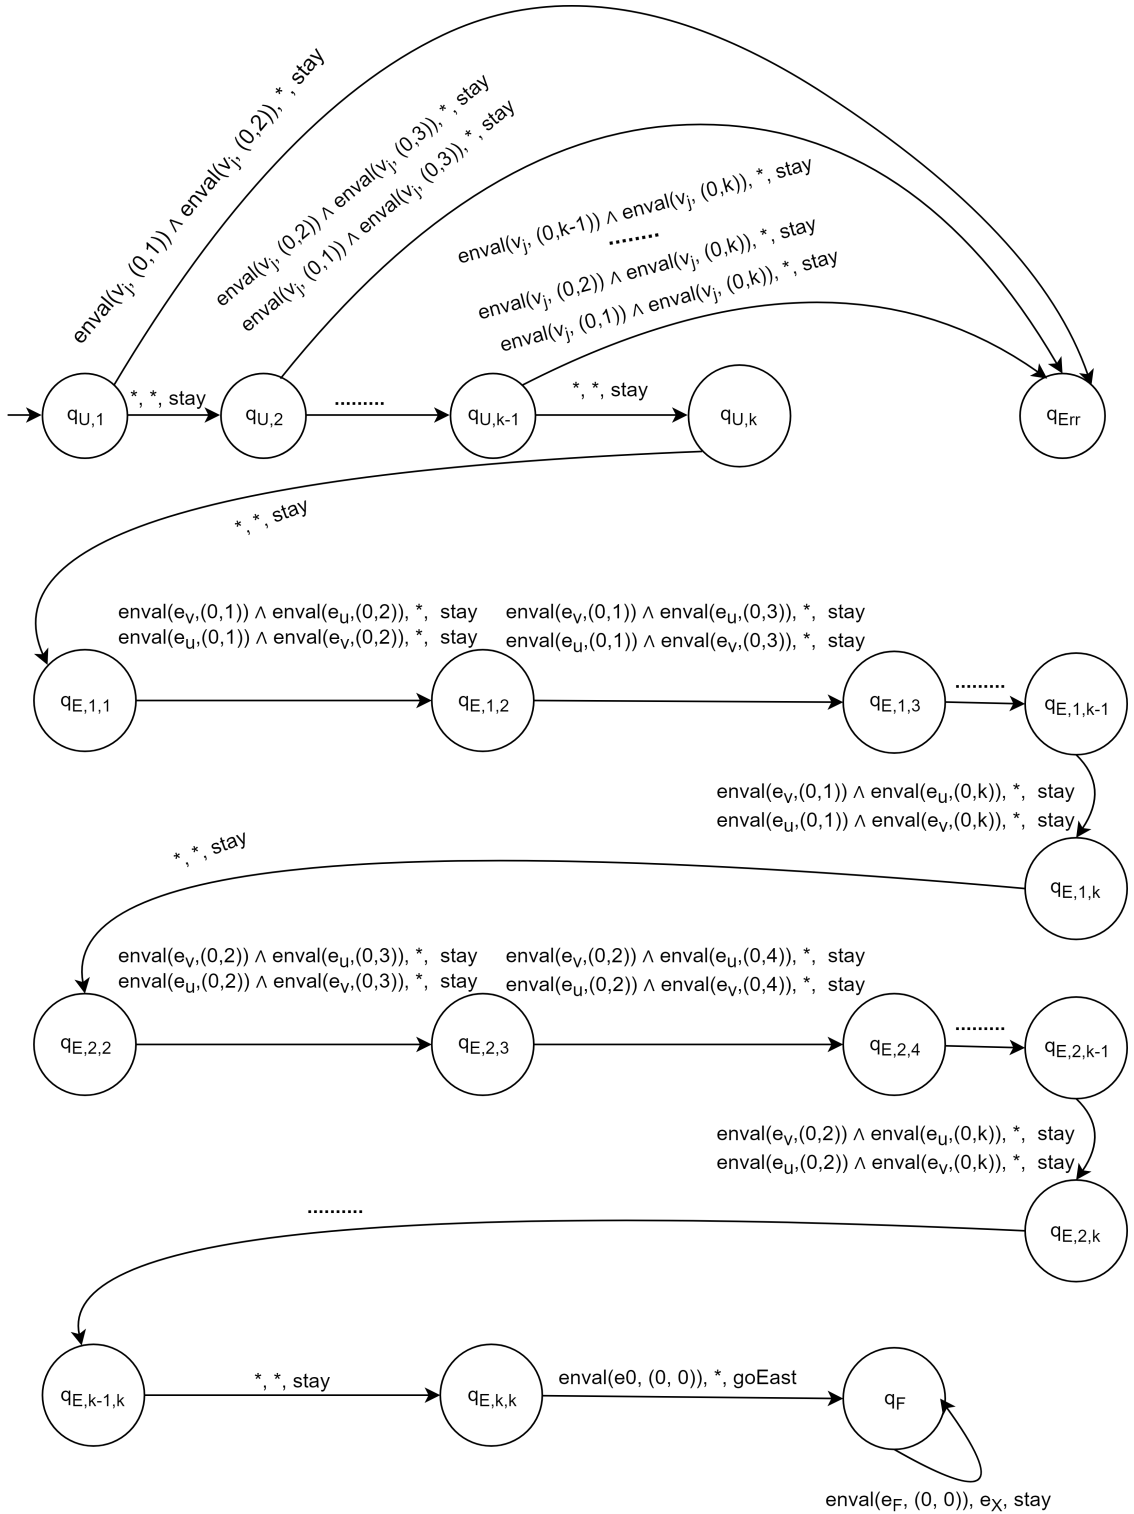 enval(vj, (0,1)) ∧ enval(vj, (0,2)), *, stay
enval(vj, (0,2)) ∧ enval(vj, (0,3)), *, stay
enval(vj, (0,1)) ∧ enval(vj, (0,3)), *, stay
enval(vj, (0,k-1)) ∧ enval(vj, (0,k)), *, stay
........
enval(vj, (0,2)) ∧ enval(vj, (0,k)), *, stay
enval(vj, (0,1)) ∧ enval(vj, (0,k)), *, stay
*, *, stay
.........
*, *, stay
qU,1
qU,2
qU,k-1
qU,k
qErr
*, *, stay
enval(ev,(0,1)) ∧ enval(eu,(0,2)), *, stay
enval(eu,(0,1)) ∧ enval(ev,(0,2)), *, stay
enval(ev,(0,1)) ∧ enval(eu,(0,3)), *, stay
enval(eu,(0,1)) ∧ enval(ev,(0,3)), *, stay
.........
qE,1,1
qE,1,2
qE,1,3
qE,1,k-1
enval(ev,(0,1)) ∧ enval(eu,(0,k)), *, stay
enval(eu,(0,1)) ∧ enval(ev,(0,k)), *, stay
*, *, stay
qE,1,k
enval(ev,(0,2)) ∧ enval(eu,(0,3)), *, stay
enval(eu,(0,2)) ∧ enval(ev,(0,3)), *, stay
enval(ev,(0,2)) ∧ enval(eu,(0,4)), *, stay
enval(eu,(0,2)) ∧ enval(ev,(0,4)), *, stay
.........
qE,2,2
qE,2,3
qE,2,4
qE,2,k-1
enval(ev,(0,2)) ∧ enval(eu,(0,k)), *, stay
enval(eu,(0,2)) ∧ enval(ev,(0,k)), *, stay
..........
qE,2,k
*, *, stay
enval(e0, (0, 0)), *, goEast
qE,k-1,k
qE,k,k
qF
enval(eF, (0, 0)), eX, stay